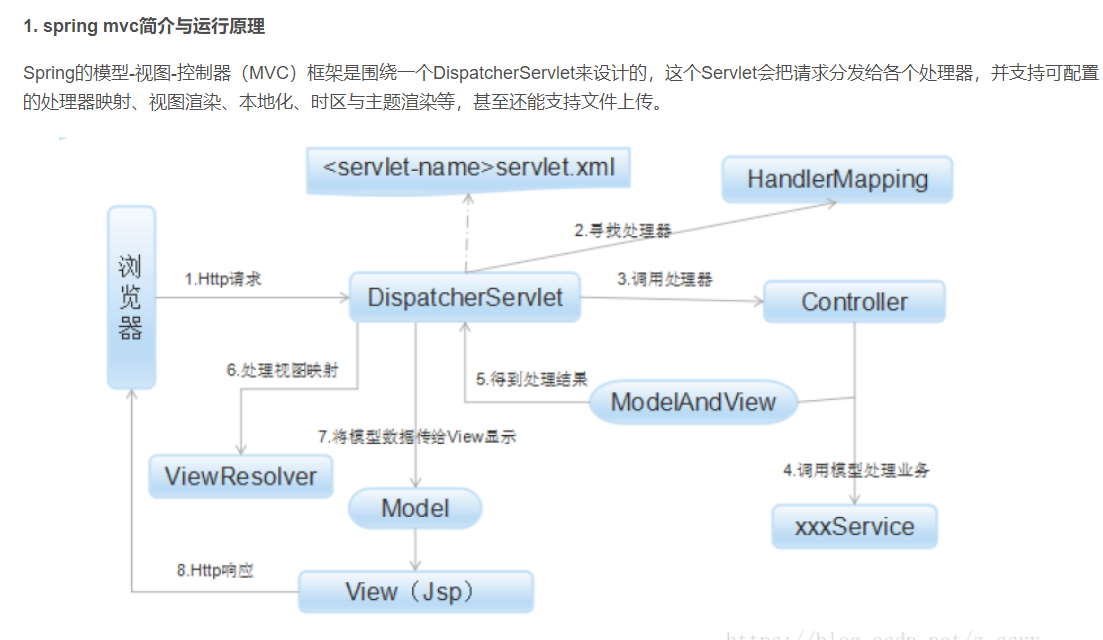 1. spring mvc简介与运行原理
Spring的模型-视图-控制器（MVC）框架是围绕一个DispatcherServlet来设计的，这个Servlet会把请求分发给各个处理器，并支持可配置
的处理器映射、视图渲染、本地化、时区与主题渲染等，甚至还能支持文件上传。
<servlet-name>servlet.xml
HandlerMapping
2.寻找处理器
浏
览
器
1.Http请求
DispatcherServlet
3.调用处理器
Controller
6.处理视图映射
5.得到处理结果
ModelAndView
7.将模型数据传给View显示
ViewResolver
4.调用模型处理业务
Model
xxxService
8.Http响应
View（Jsp）